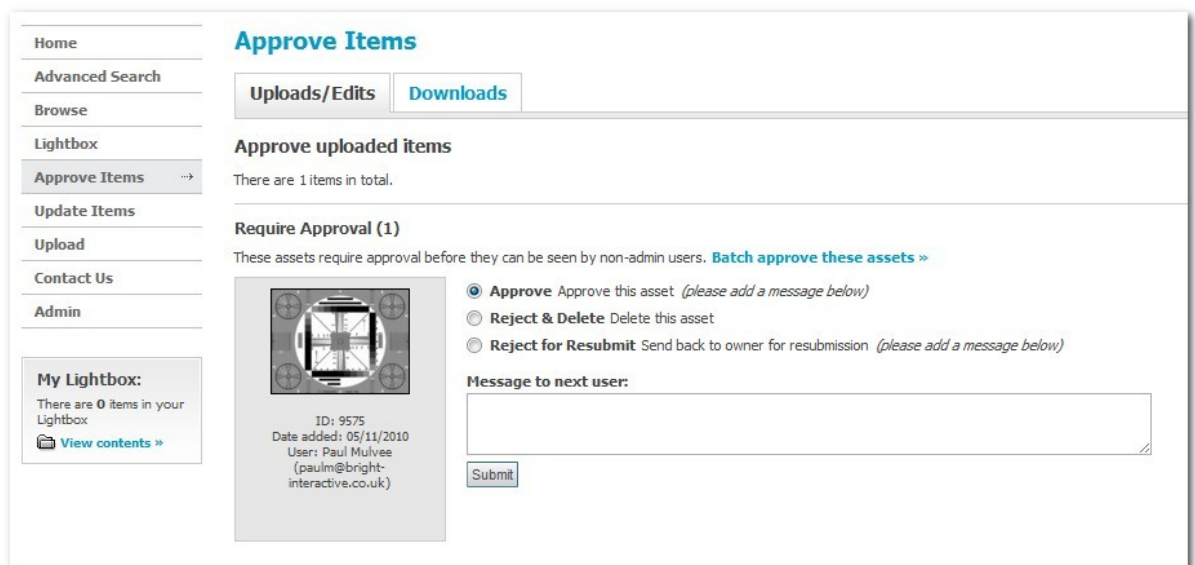 Home
Advanced Search
Browse
Lightbox
Approve Items
Update Items
Upload
Contact Us
Admin
My Lightbox:
There are 0 items in your
Lightbox
View contents »
Approve Items
Uploads/Edits
Downloads
Approve uploaded items
There are 1 items in total.
Require Approval (1)
These assets require approval before they can be seen by non-admin users. Batch approve these assets »
ID: 9575
Date added: 05/11/2010
User: Paul Mulvee
(paulm@bright-
interactive.co.uk)
Approve Approve this asset (please add a message below)
Reject & Delete Delete this asset
Reject for Resubmit Send back to owner for resubmission (please add a message below)
Message to next user:
Submit